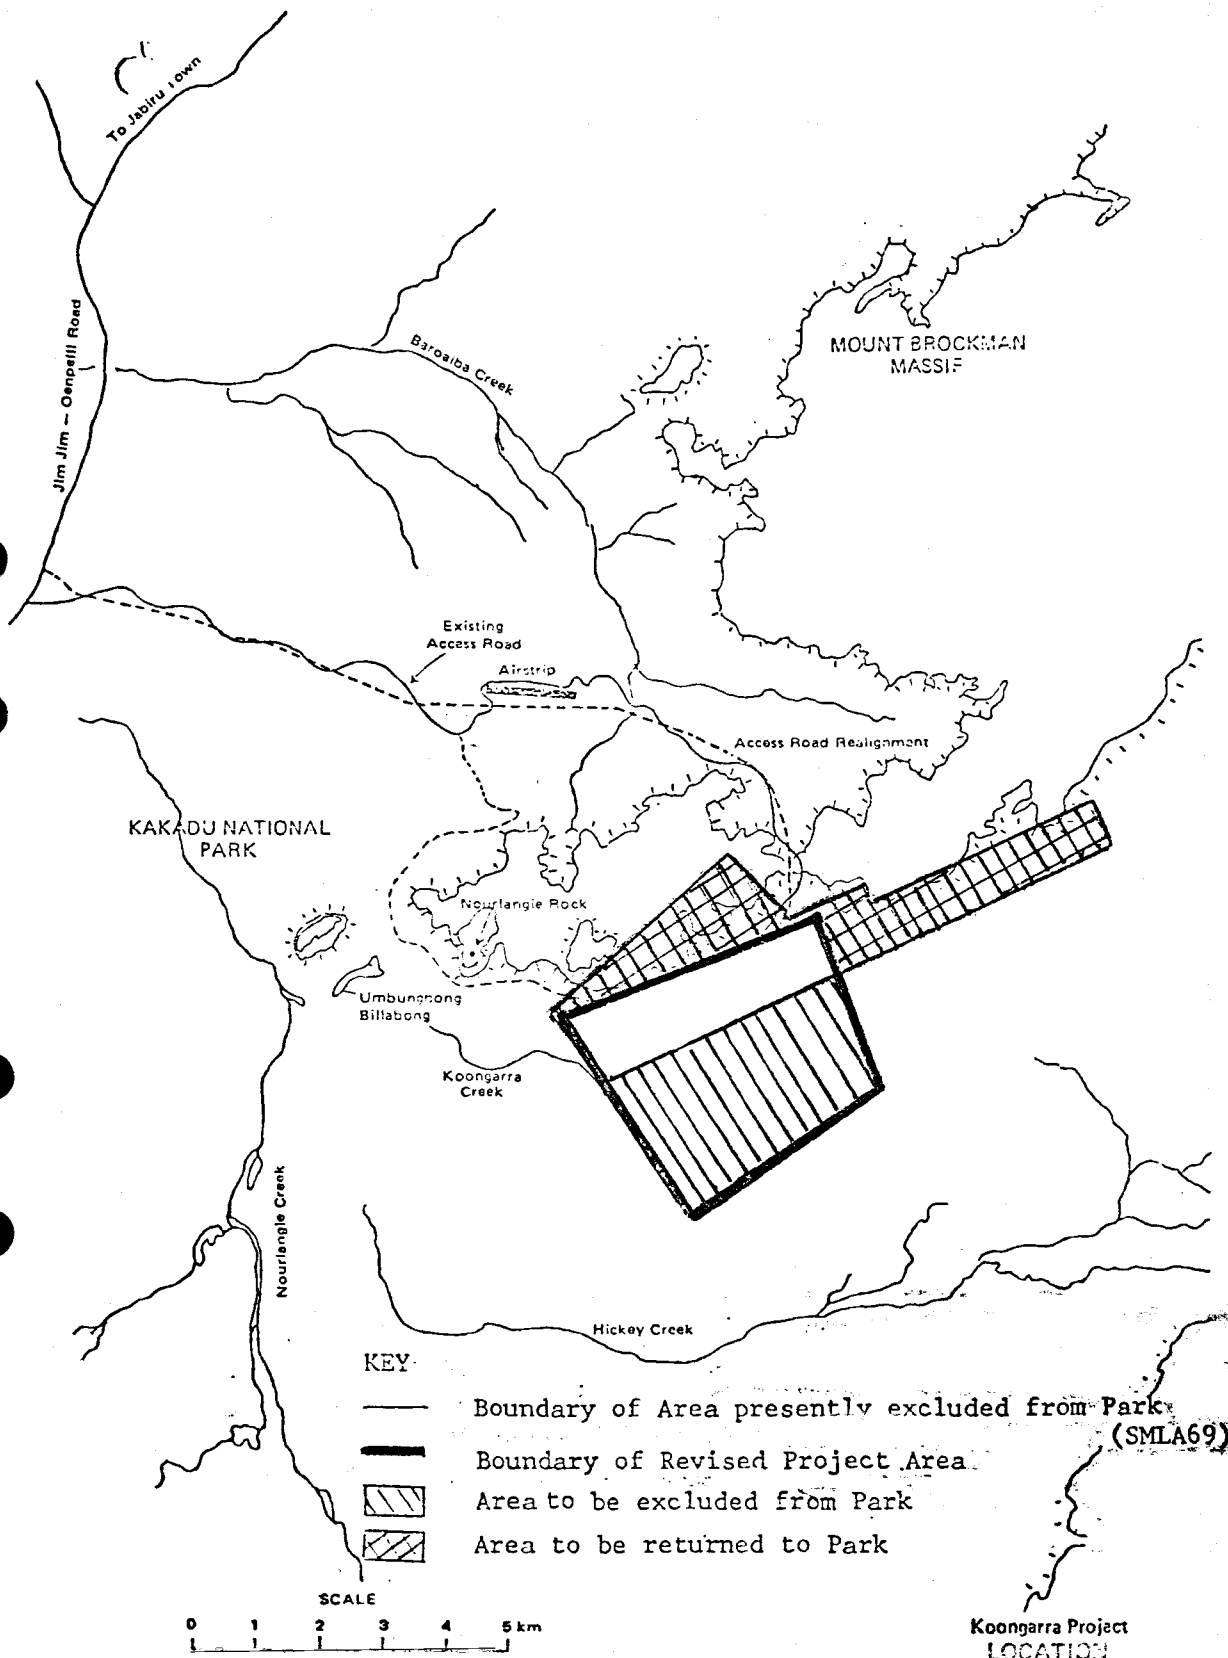 To Jabiru Town
Jim Jim – Oenpelli Road
Baroalba Creek
MOUNT BROCKMAN
MASSIF
Existing
Access Road
Airstrip
Access Road Realignment
KAKADU NATIONAL
PARK
Nourlangie Rock
Billabong
Koongarra
Creek
Nourlangie Creek
Hickey Creek
KEY
Boundary of Area presently excluded from Park
(SMLA69)
Boundary of Revised Project Area
Area to be excluded from Park
Area to be returned to Park
SCALE
0 1 2 3 4 5 km
Koongarra Project
LOCATION